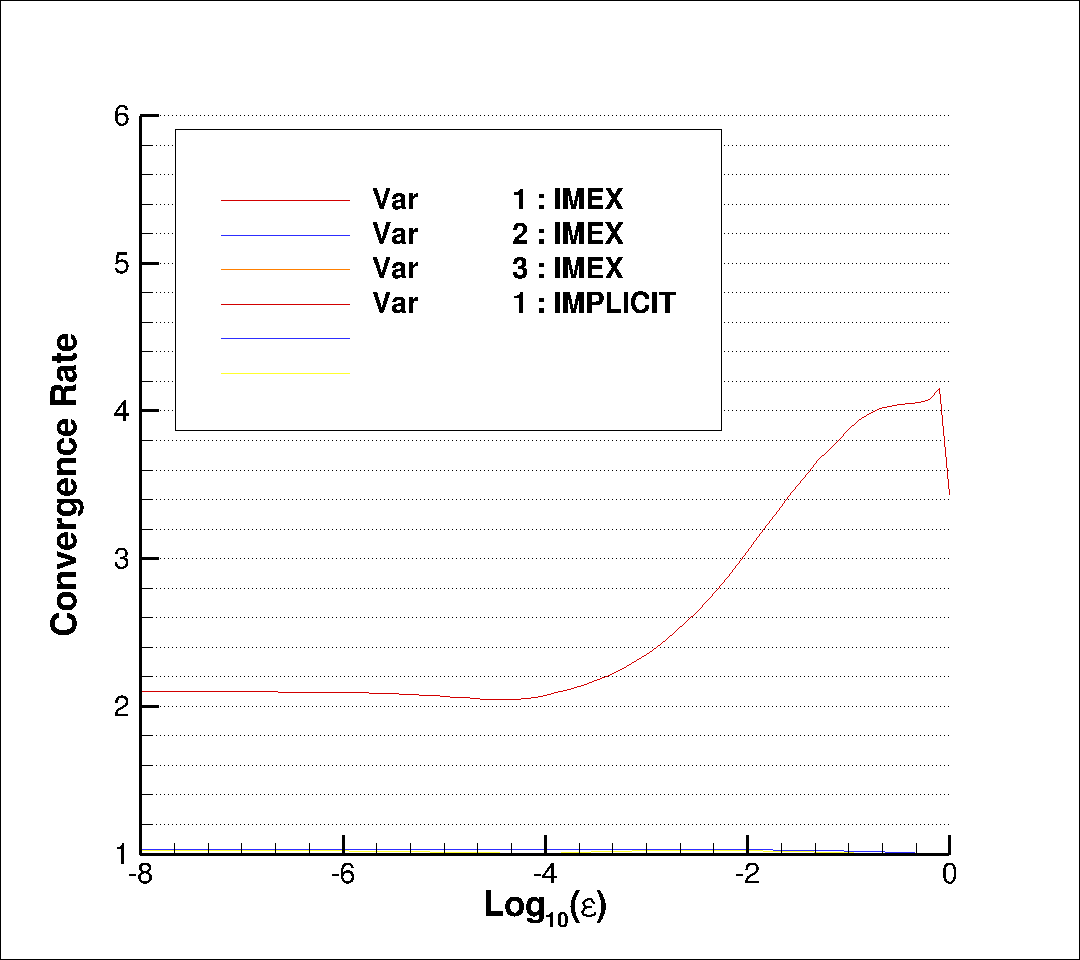 6
5
4
3
2
1
Convergence Rate
Var 1 : IMEX
Var 2 : IMEX
Var 3 : IMEX
Var 1 : IMPLICIT
-8 -6 -4 -2 0
Log10(ε)